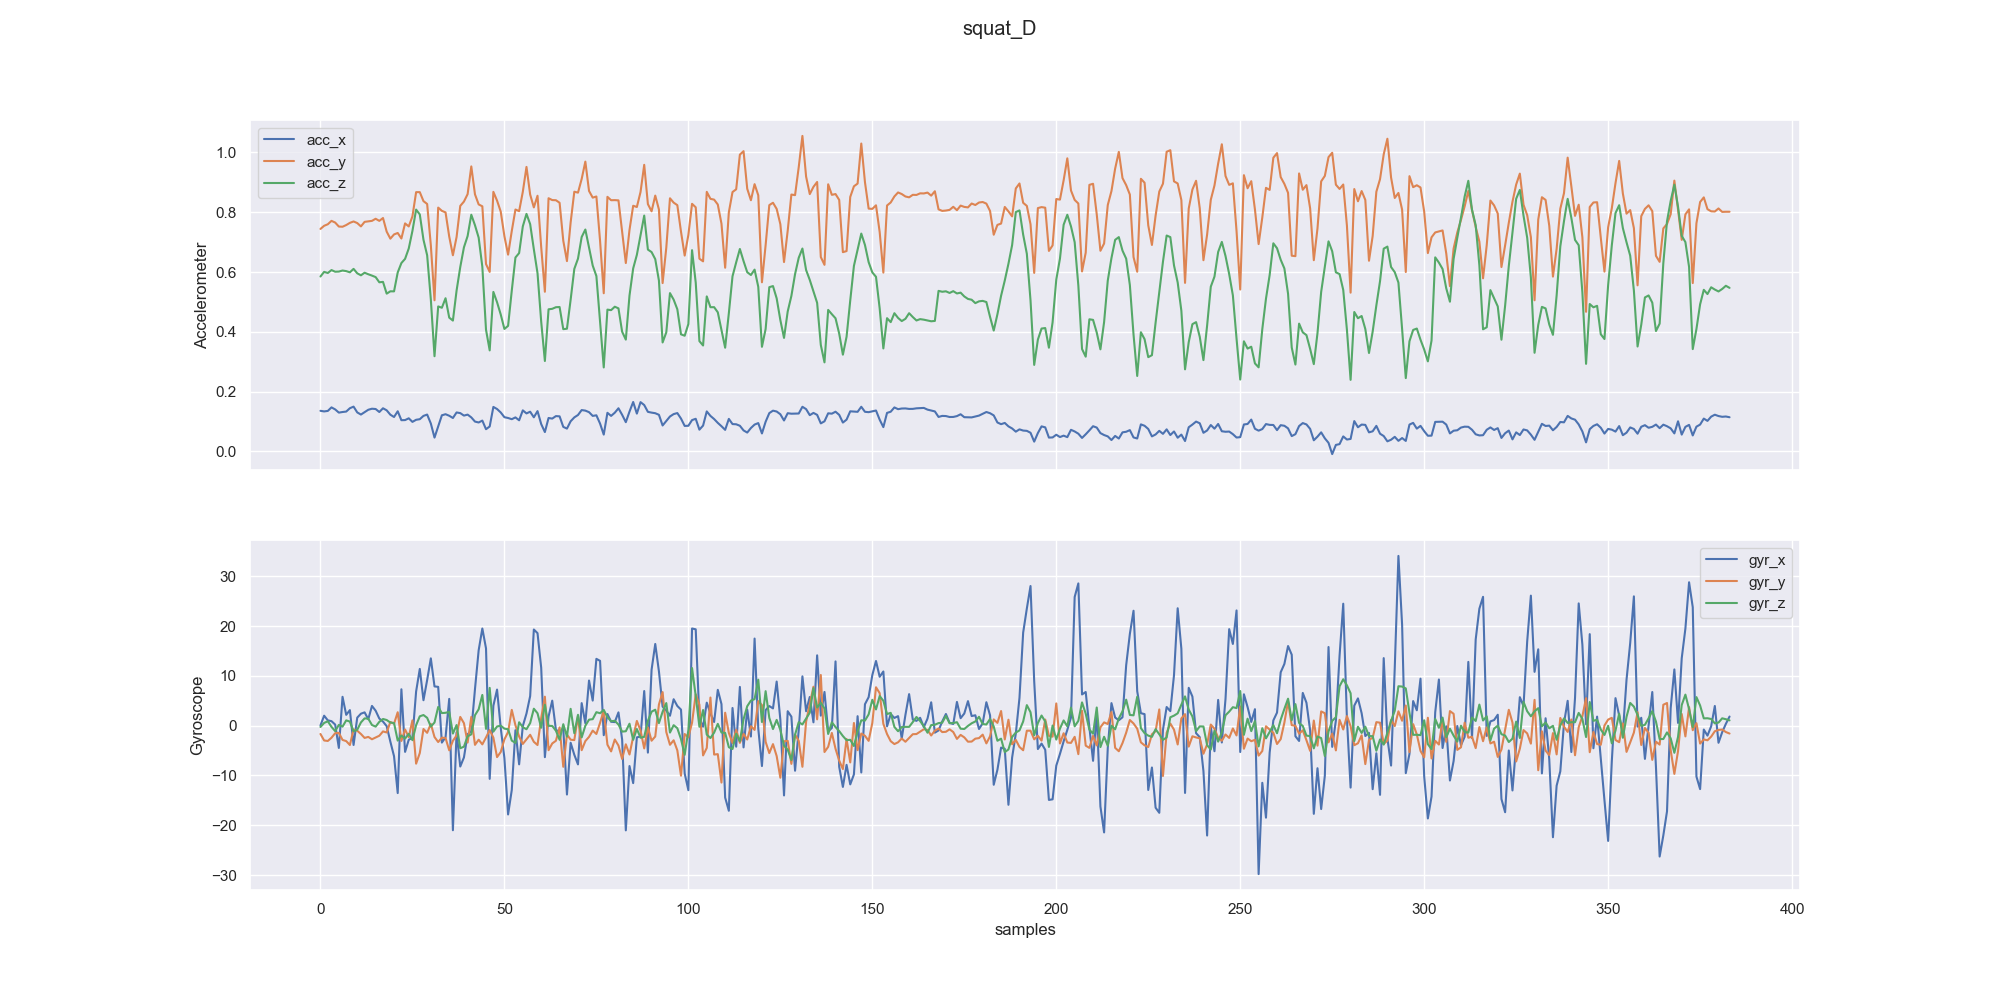 squat_D
acc_x
acc_y
acc_z
1.0
0.8
0.6
0.4
0.2
0.0
Accelerometer
gyr_x
gyr_y
gyr_z
30
20
10
0
−10
−20
−30
Gyroscope
0 50 100 150 200 250 300 350 400
samples